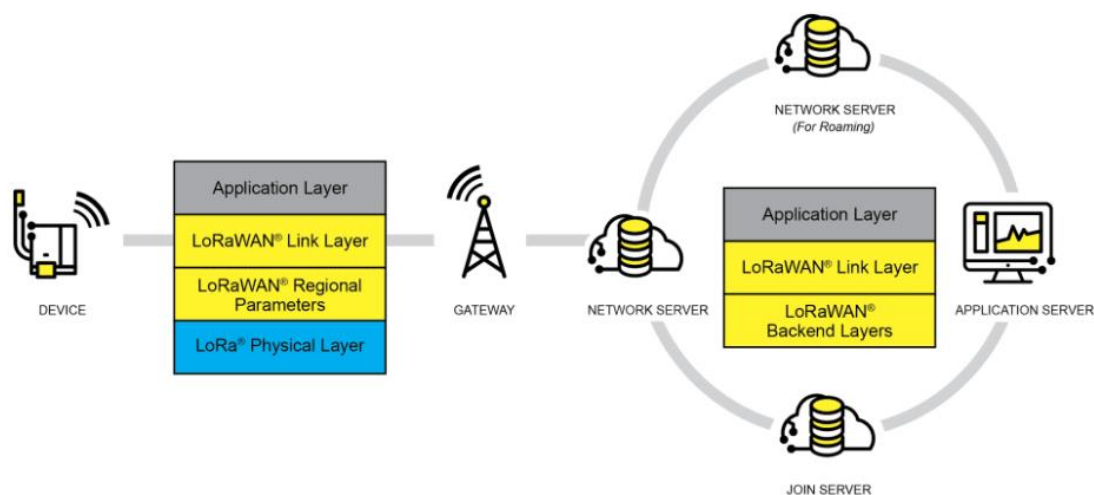 NETWORK SERVER
(For Roaming)
Application Layer
LoRaWAN® Link Layer
LoRaWAN® Regional
Parameters
LoRa® Physical Layer
DEVICE
GATEWAY
NETWORK SERVER
Application Layer
LoRaWAN® Link Layer
LoRaWAN®
Backend Layers
APPLICATION SERVER
JOIN SERVER